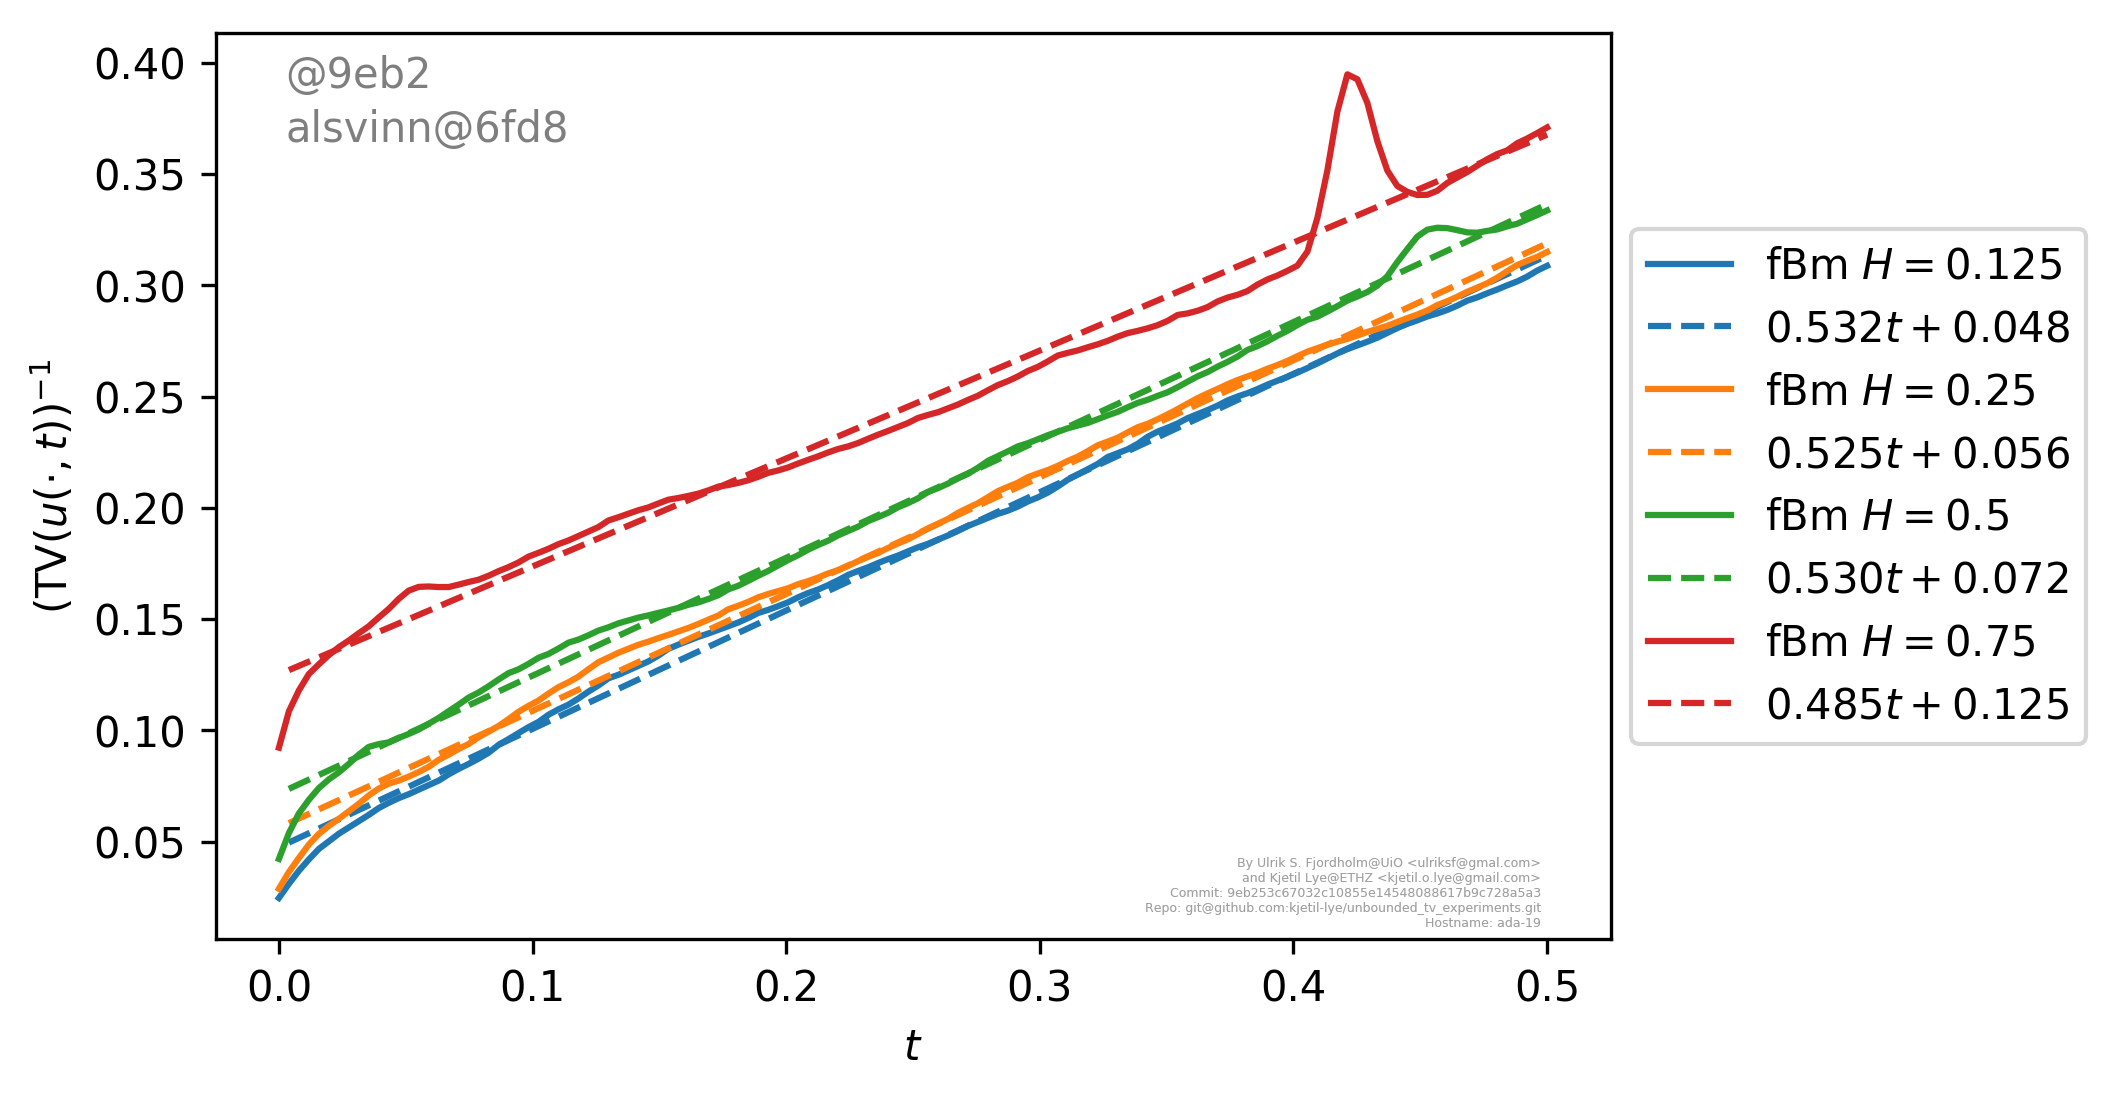 @9eb2
alsvinn@6fd8
0.40
0.35
0.30
0.25
0.20
0.15
0.10
0.05
(TV(u(·, t))⁻¹
0.0 0.1 0.2 0.3 0.4 0.5
t
fBm H = 0.125
0.532t + 0.048
fBm H = 0.25
0.525t + 0.056
fBm H = 0.5
0.530t + 0.072
fBm H = 0.75
0.485t + 0.125
By Ulrik S. Fjordholm@UiO <ulriksf@gmal.com>
and Kjetil Lye@ETHZ <kjetil.o.lye@gmail.com>
Commit: 9eb253c67032c10855e14548088617b9c728a5a3
Repo: git@github.com:kjetil-lye/unbounded_tv_experiments.git
Hostname: ada-19